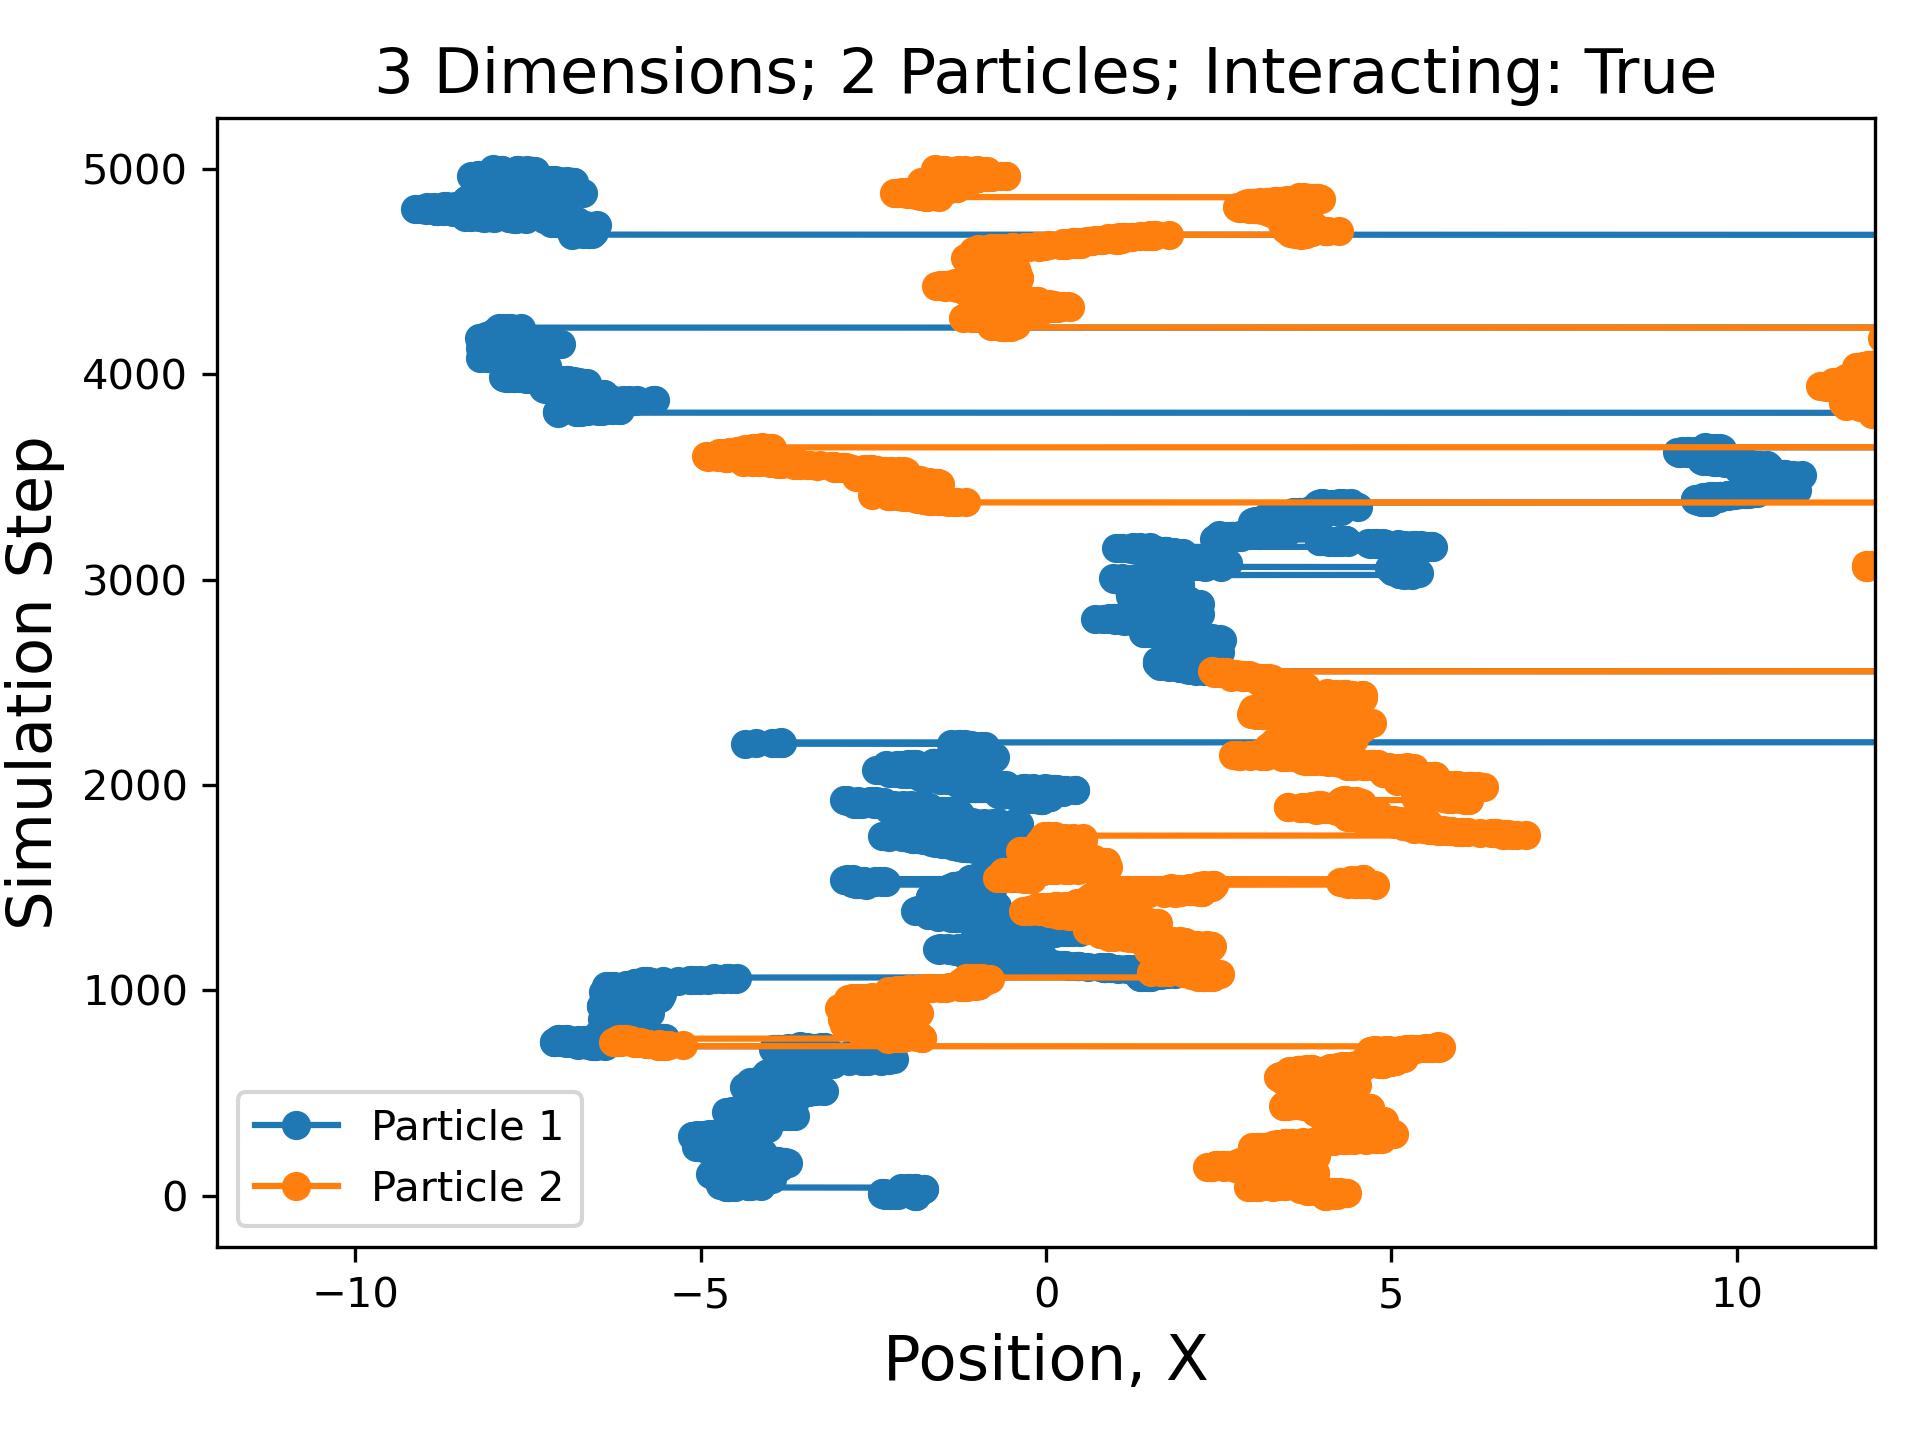 3 Dimensions; 2 Particles; Interacting: True
Simulation Step
5000
4000
3000
2000
1000
0
Particle 1
Particle 2
−10
−5
0
5
10
Position, X